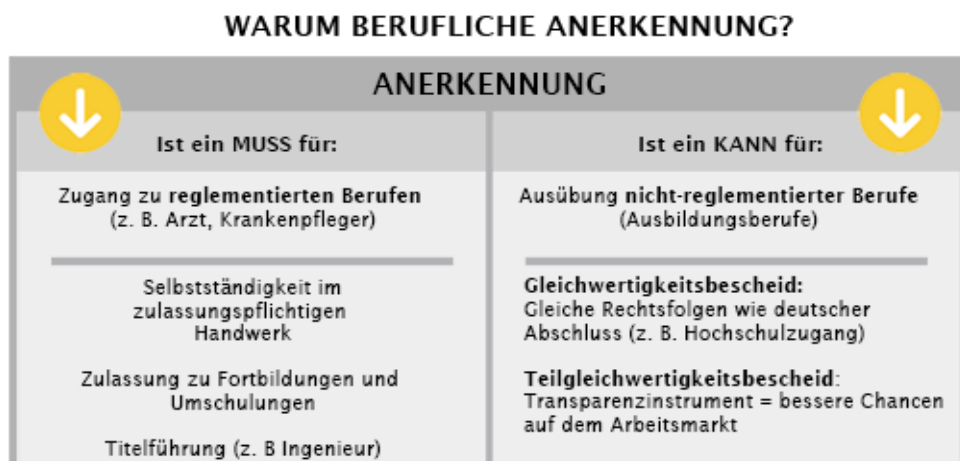 WARUM BERUFLICHE ANERKENNUNG?
ANERKENNUNG
Ist ein MUSS für:
Zugang zu reglementierten Berufen
(z. B. Arzt, Krankenpfleger)
Selbstständigkeit im
zulassungspflichtigen
Handwerk
Zulassung zu Fortbildungen und
Umschulungen
Titelführung (z. B Ingenieur)
Ist ein KANN für:
Ausübung nicht-reglementierter Berufe
(Ausbildungsberufe)
Gleichwertigkeitsbescheid:
Gleiche Rechtsfolgen wie deutscher
Abschluss (z. B. Hochschulzugang)
Teilgleichwertigkeitsbescheid:
Transparenzinstrument = bessere Chancen
auf dem Arbeitsmarkt